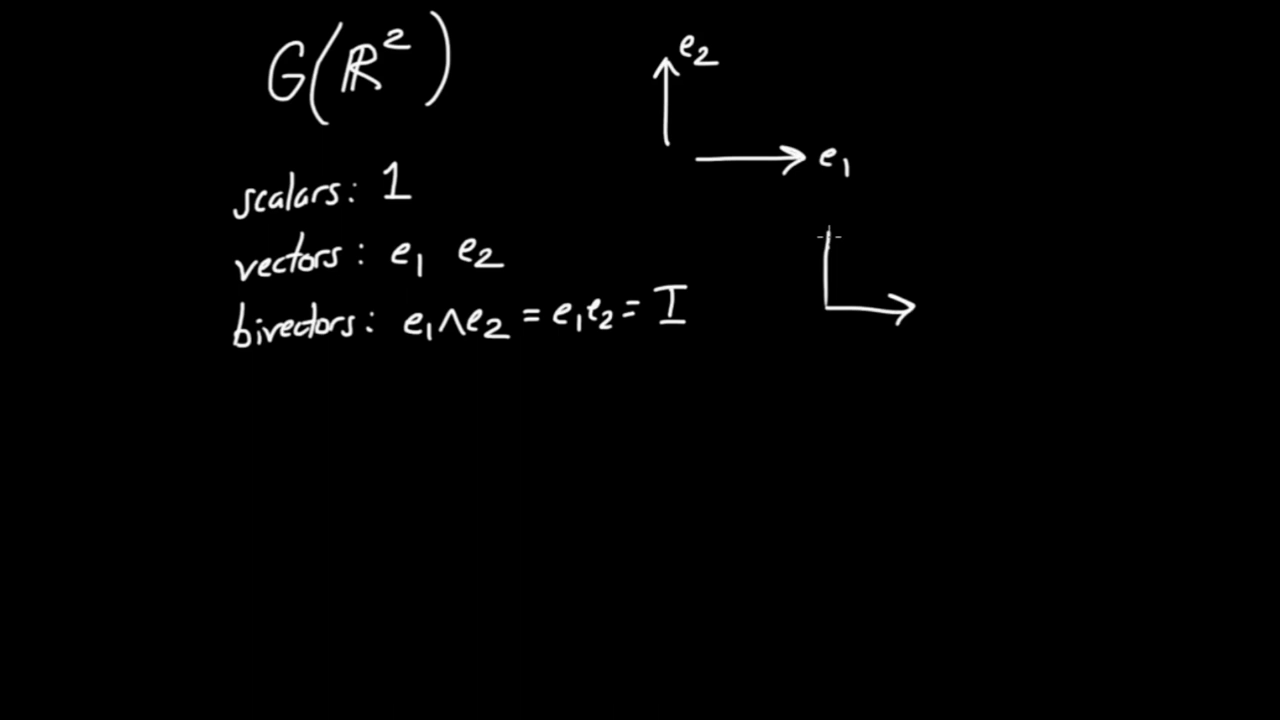 G(ℝ²)
e₂
e₁
scalars: 1
vectors: e₁ e₂
bivectors: e₁∧e₂ = e₁e₂ = I